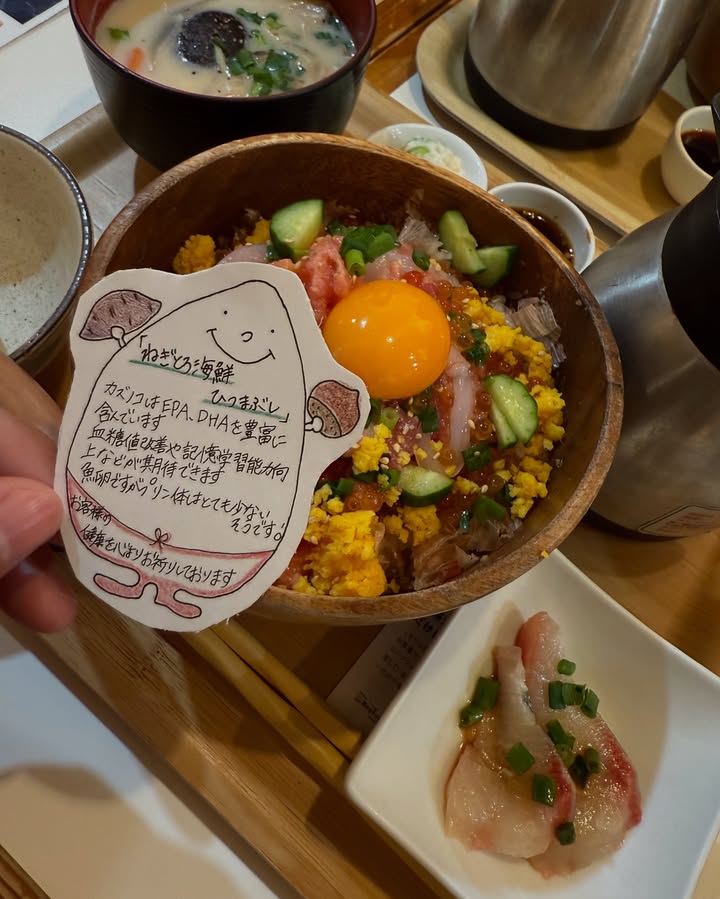 「ねぎとろ海鮮
ひつまぶし」
カズノコはEPA、DHAを豊富に
含んでいます
血糖値改善や記憶学習能力向
上などが期待できます
魚卵ですがプリン体はとても少ない
そうです。
お客様の
健康を心よりお祈りしております